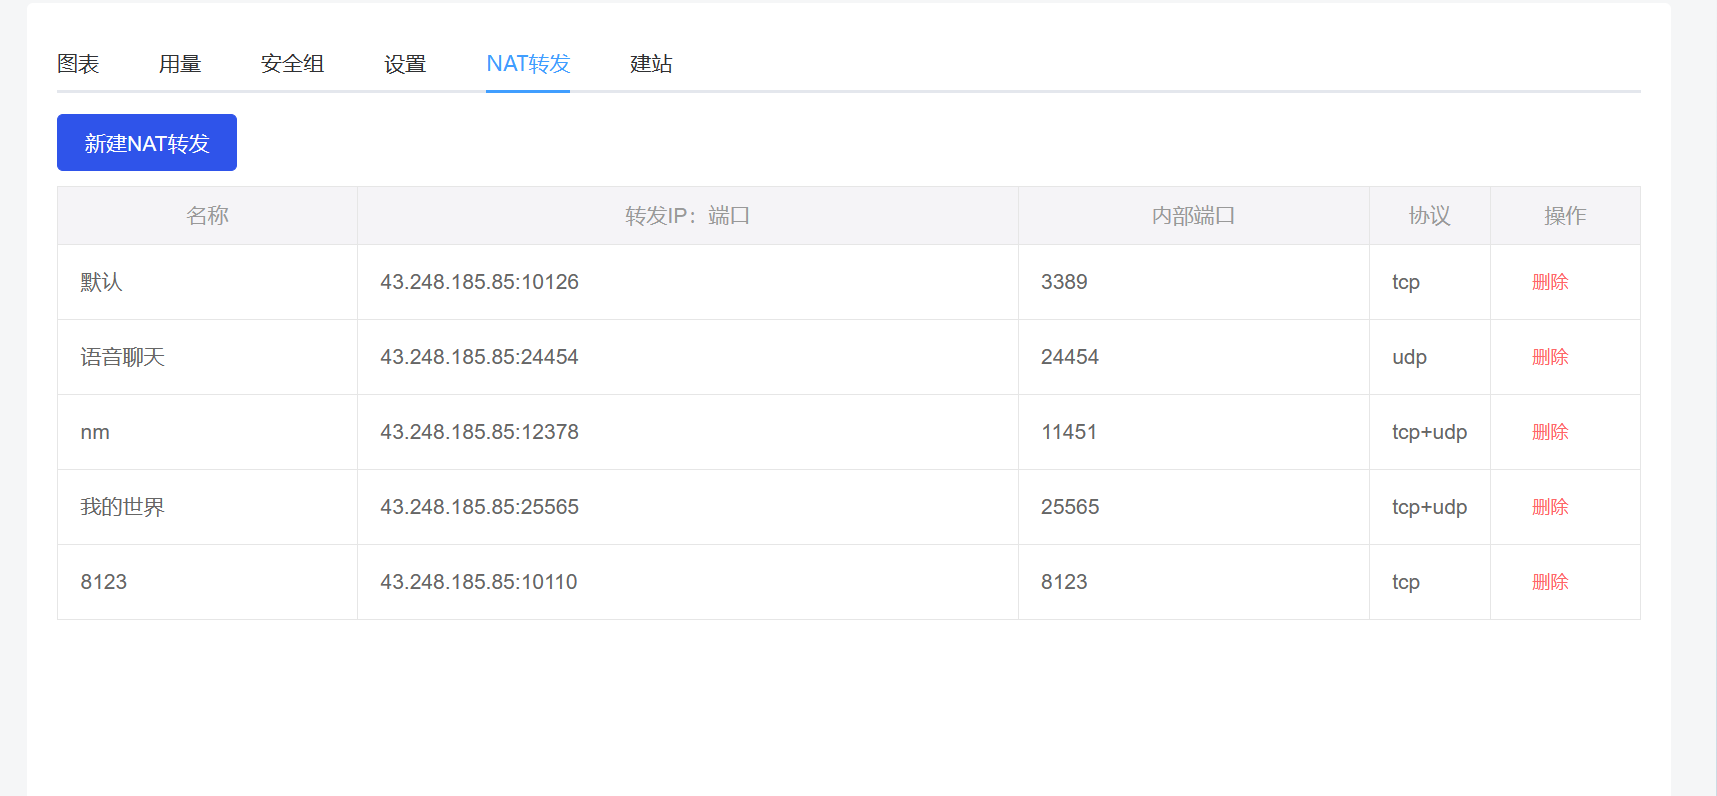 图表 用量 安全组 设置 NAT转发 建站
新建NAT转发
名称 转发IP：端口 内部端口 协议 操作
默认 43.248.185.85:10126 3389 tcp 删除
语音聊天 43.248.185.85:24454 24454 udp 删除
nm 43.248.185.85:12378 11451 tcp+udp 删除
我的世界 43.248.185.85:25565 25565 tcp+udp 删除
8123 43.248.185.85:10110 8123 tcp 删除